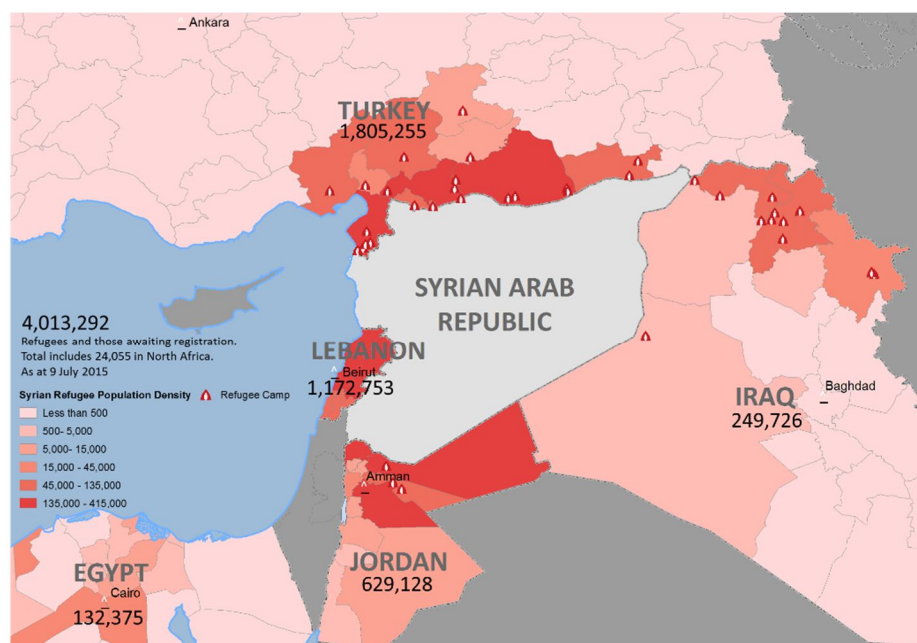 Ankara
TURKEY
1,805,255
SYRIAN ARAB
REPUBLIC
4,013,292
Refugees and those awaiting registration.
Total includes 24,055 in North Africa.
As at 9 July 2015
LEBANON
Beirut
1,172,753
Syrian Refugee Population Density
Refugee Camp
Less than 500
500- 5,000
5,000- 15,000
15,000 - 45,000
45,000 - 135,000
135,000 - 415,000
Baghdad
IRAQ
249,726
Amman
JORDAN
629,128
EGYPT
Cairo
132,375